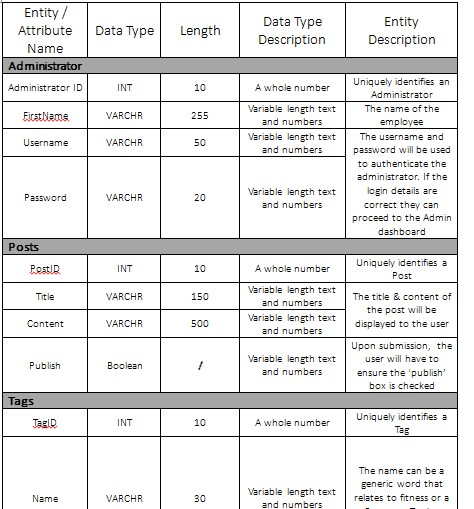 Entity /
Attribute
Name
Data Type
Length
Data Type
Description
Entity
Description
Administrator
Administrator ID
INT
10
A whole number
Uniquely identifies an
Administrator
FirstName
VARCHR
255
Variable length text
and numbers
The name of the
employee
Username
VARCHR
50
Variable length text
and numbers
The username and
password will be used
to authenticate the
administrator. If the
login details are
correct they can
proceed to the Admin
dashboard
Password
VARCHR
20
Variable length text
and numbers
Posts
PostID
INT
10
A whole number
Uniquely identifies a
Post
Title
VARCHR
150
Variable length text
and numbers
The title & content of
the post will be
displayed to the user
Content
VARCHR
500
Variable length text
and numbers
Publish
Boolean
/
Variable length text
and numbers
Upon submission, the
user will have to
ensure the ‘publish’
box is checked
Tags
TagID
INT
10
A whole number
Uniquely identifies a
Tag
Name
VARCHR
30
Variable length text
and numbers
The name can be a
generic word that
relates to fitness or a